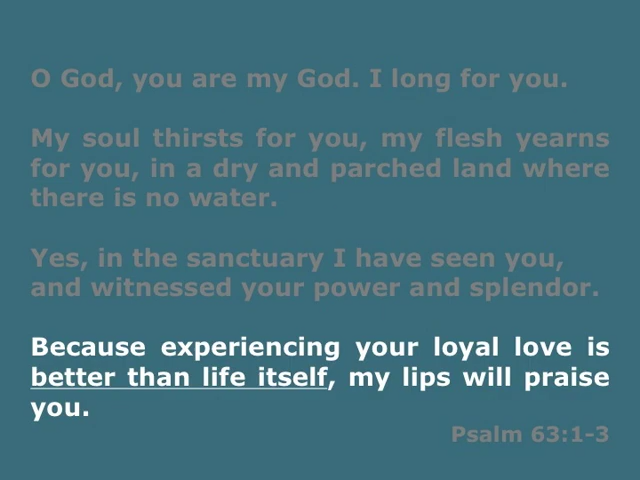 O God, you are my God. I long for you.
My soul thirsts for you, my flesh yearns
for you, in a dry and parched land where
there is no water.
Yes, in the sanctuary I have seen you,
and witnessed your power and splendor.
Because experiencing your loyal love is
better than life itself, my lips will praise
you.
Psalm 63:1-3